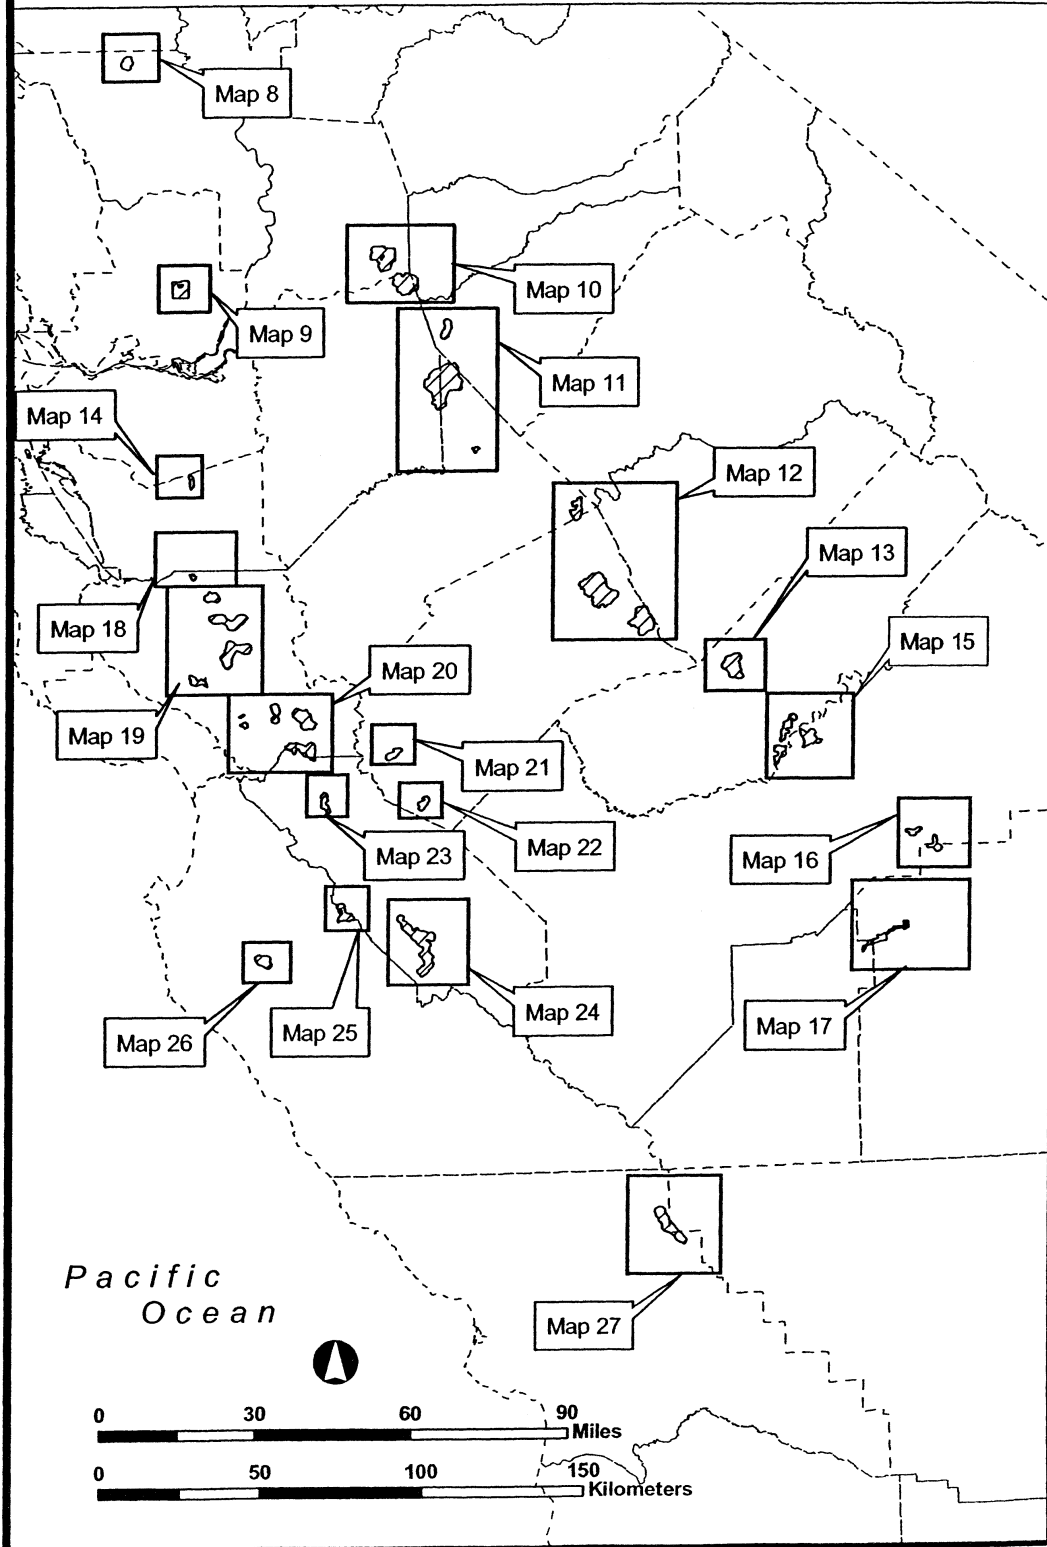 Map 8
Map 10
Map 9
Map 11
Map 14
Map 12
Map 13
Map 18
Map 15
Map 20
Map 19
Map 21
Map 22
Map 23
Map 16
Map 24
Map 17
Map 25
Map 26
Pacific
Ocean
Map 27
0 30 60 90
Miles
0 50 100 150
Kilometers